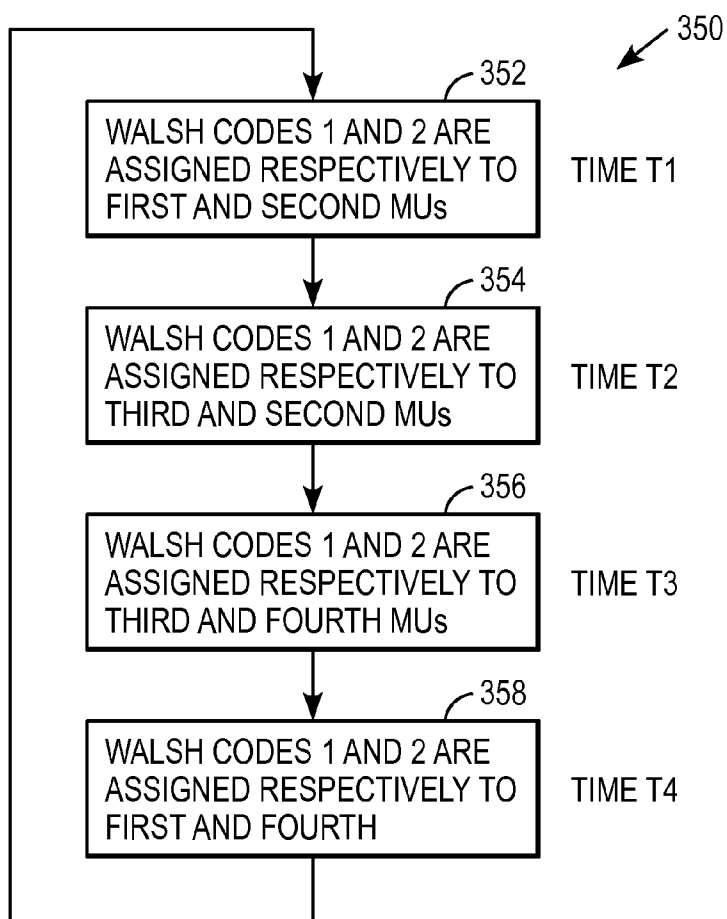 350
352
WALSH CODES 1 AND 2 ARE
ASSIGNED RESPECTIVELY TO
FIRST AND SECOND MUs
TIME T1
354
WALSH CODES 1 AND 2 ARE
ASSIGNED RESPECTIVELY TO
THIRD AND SECOND MUs
TIME T2
356
WALSH CODES 1 AND 2 ARE
ASSIGNED RESPECTIVELY TO
THIRD AND FOURTH MUs
TIME T3
358
WALSH CODES 1 AND 2 ARE
ASSIGNED RESPECTIVELY TO
FIRST AND FOURTH
TIME T4